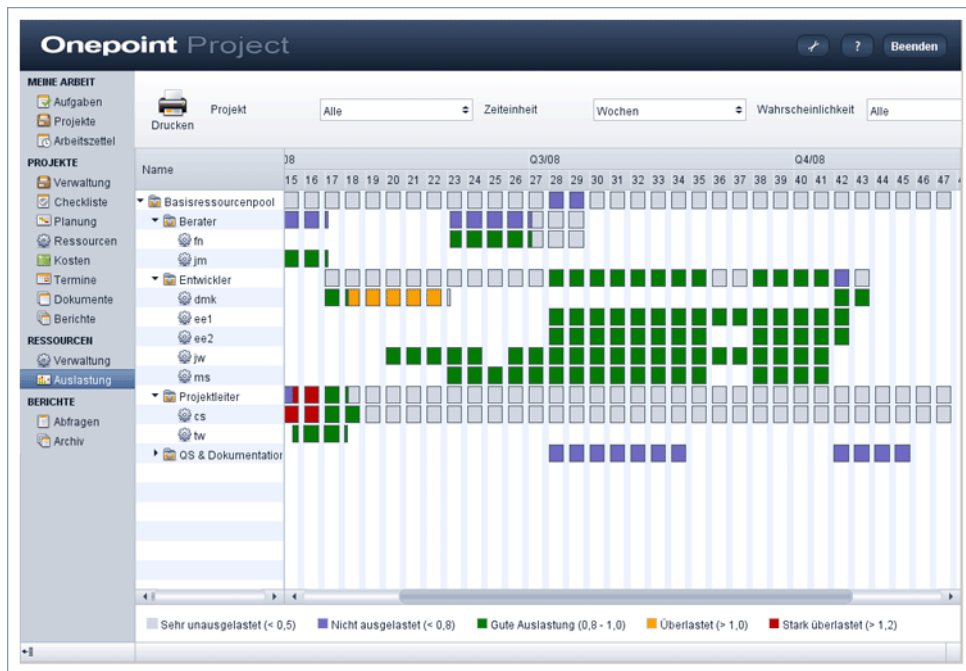 Onepoint Project
? Beenden
MEINE ARBEIT
Aufgaben
Projekte
Arbeitszettel
PROJEKTE
Verwaltung
Checkliste
Planung
Ressourcen
Kosten
Termine
Dokumente
Berichte
RESSOURCEN
Verwaltung
Auslastung
BERICHTE
Abfragen
Archiv
Drucken
Projekt Alle Zeiteinheit Wochen Wahrscheinlichkeit Alle
Name
08 Q3/08 Q4/08
15 16 17 18 19 20 21 22 23 24 25 26 27 28 29 30 31 32 33 34 35 36 37 38 39 40 41 42 43 44 45 46 47
Basisressourcenpool
Berater
fn
jm
Entwickler
dmk
ee1
ee2
jw
ms
Projektleiter
cs
tw
QS & Dokumentation
Sehr unausgelastet (< 0,5) Nicht ausgelastet (< 0,8) Gute Auslastung (0,8 - 1,0) Überlastet (> 1,0) Stark überlastet (> 1,2)